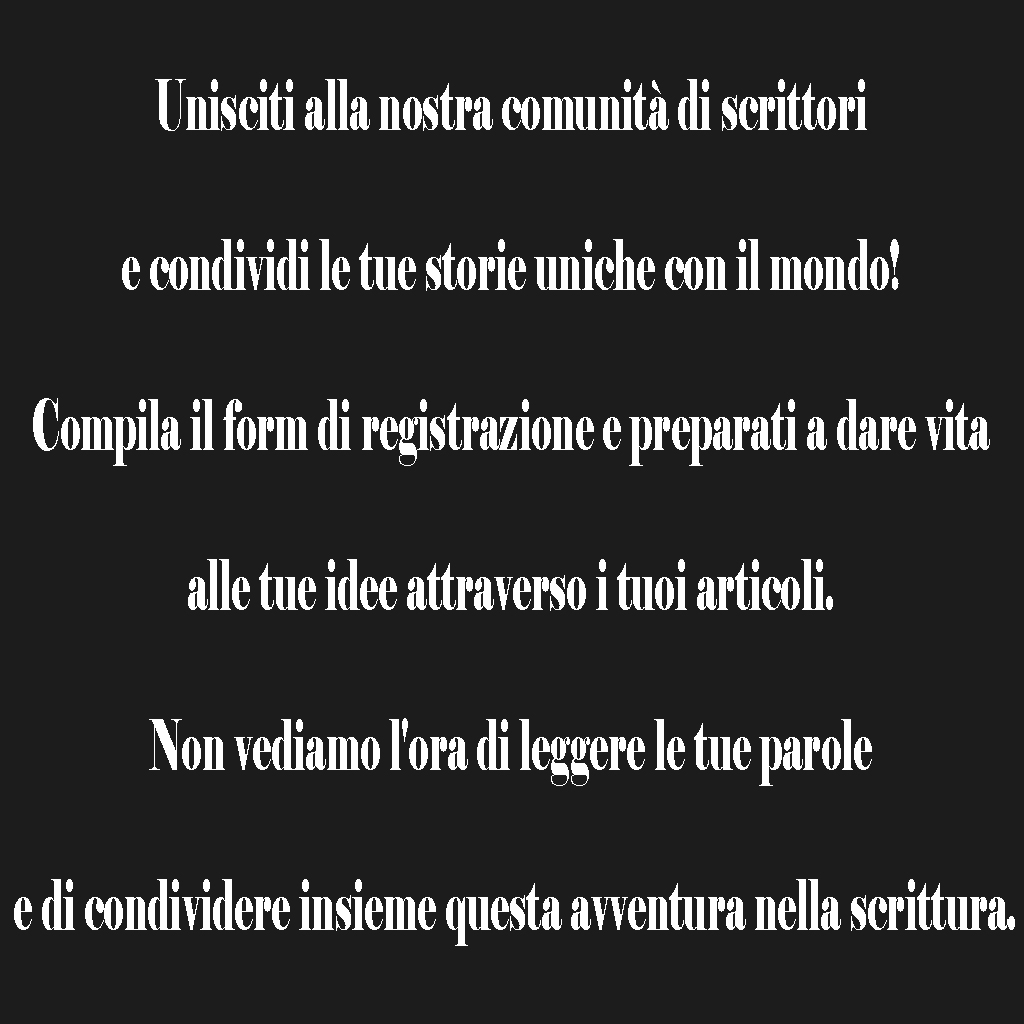 Unisciti alla nostra comunità di scrittori
e condividi le tue storie uniche con il mondo!
Compila il form di registrazione e preparati a dare vita
alle tue idee attraverso i tuoi articoli.
Non vediamo l'ora di leggere le tue parole
e di condividere insieme questa avventura nella scrittura.